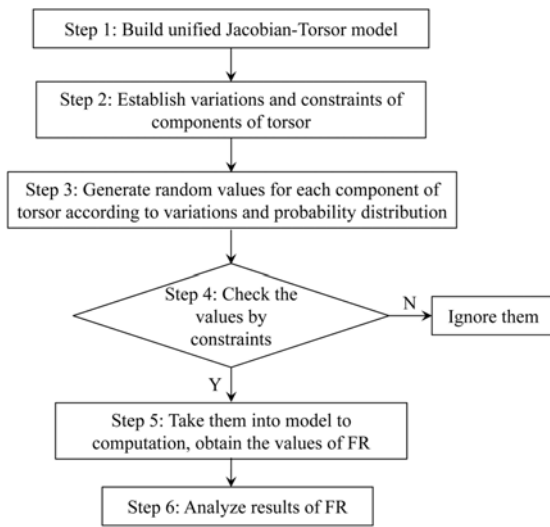 Step 1: Build unified Jacobian-Torsor model
Step 2: Establish variations and constraints of
components of torsor
Step 3: Generate random values for each component of
torsor according to variations and probability distribution
Step 4: Check the
values by
constraints
N
Ignore them
Y
Step 5: Take them into model to
computation, obtain the values of FR
Step 6: Analyze results of FR